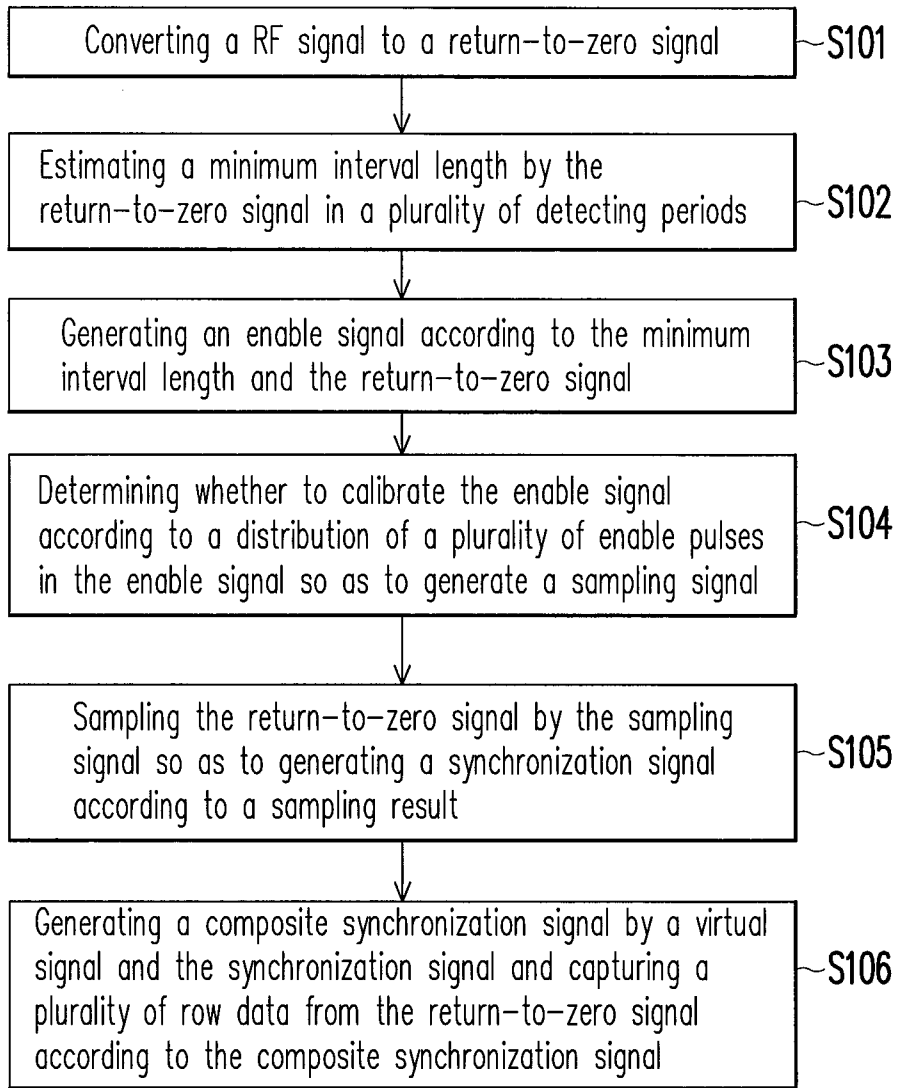 Converting a RF signal to a return-to-zero signal
S101
Estimating a minimum interval length by the
return-to-zero signal in a plurality of detecting periods
S102
Generating an enable signal according to the minimum
interval length and the return-to-zero signal
S103
Determining whether to calibrate the enable signal
according to a distribution of a plurality of enable pulses
in the enable signal so as to generate a sampling signal
S104
Sampling the return-to-zero signal by the sampling
signal so as to generating a synchronization signal
according to a sampling result
S105
Generating a composite synchronization signal by a virtual
signal and the synchronization signal and capturing a
plurality of row data from the return-to-zero signal
according to the composite synchronization signal
S106